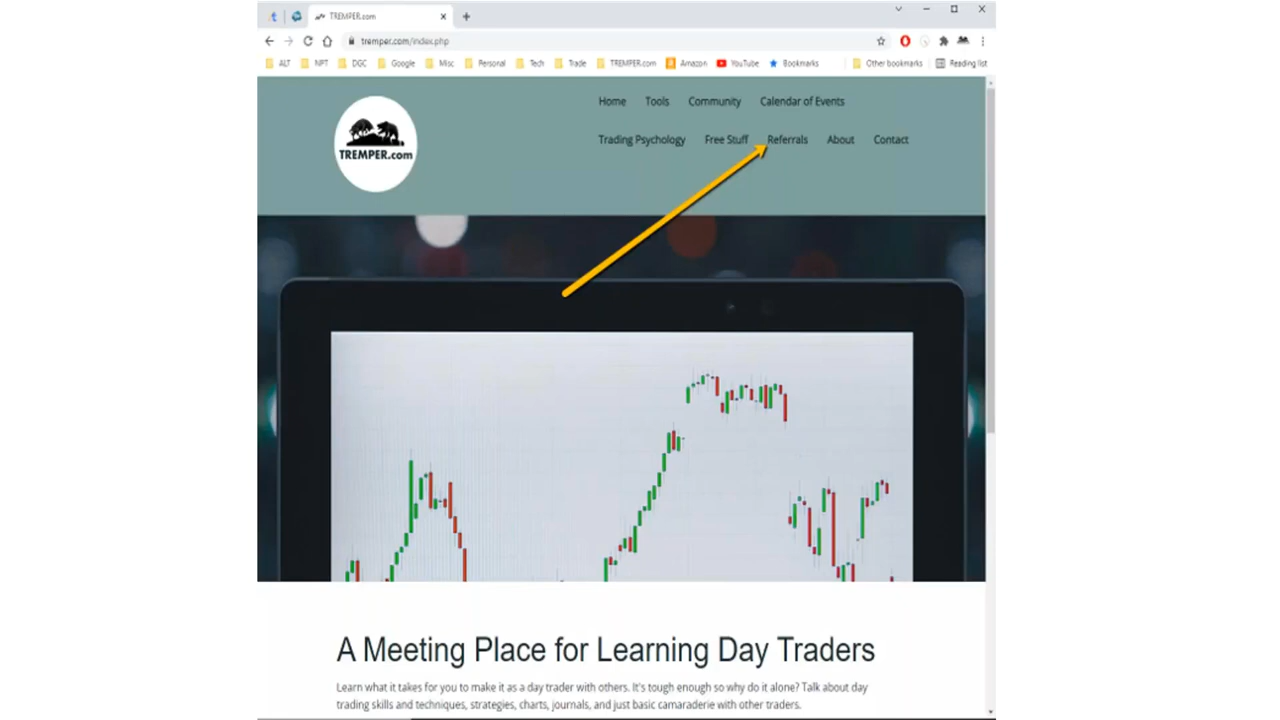 TREMPER.com
tremper.com/index.php
ALT NPT DGC Google Misc Personal Tech Trade TREMPER.com Amazon YouTube Bookmarks Other bookmarks Reading list
Home Tools Community Calendar of Events
Trading Psychology Free Stuff Referrals About Contact
TREMPER.com
A Meeting Place for Learning Day Traders
Learn what it takes for you to make it as a day trader with others. It's tough enough so why do it alone? Talk about day
trading skills and techniques, strategies, charts, journals, and just basic camaraderie with other traders.